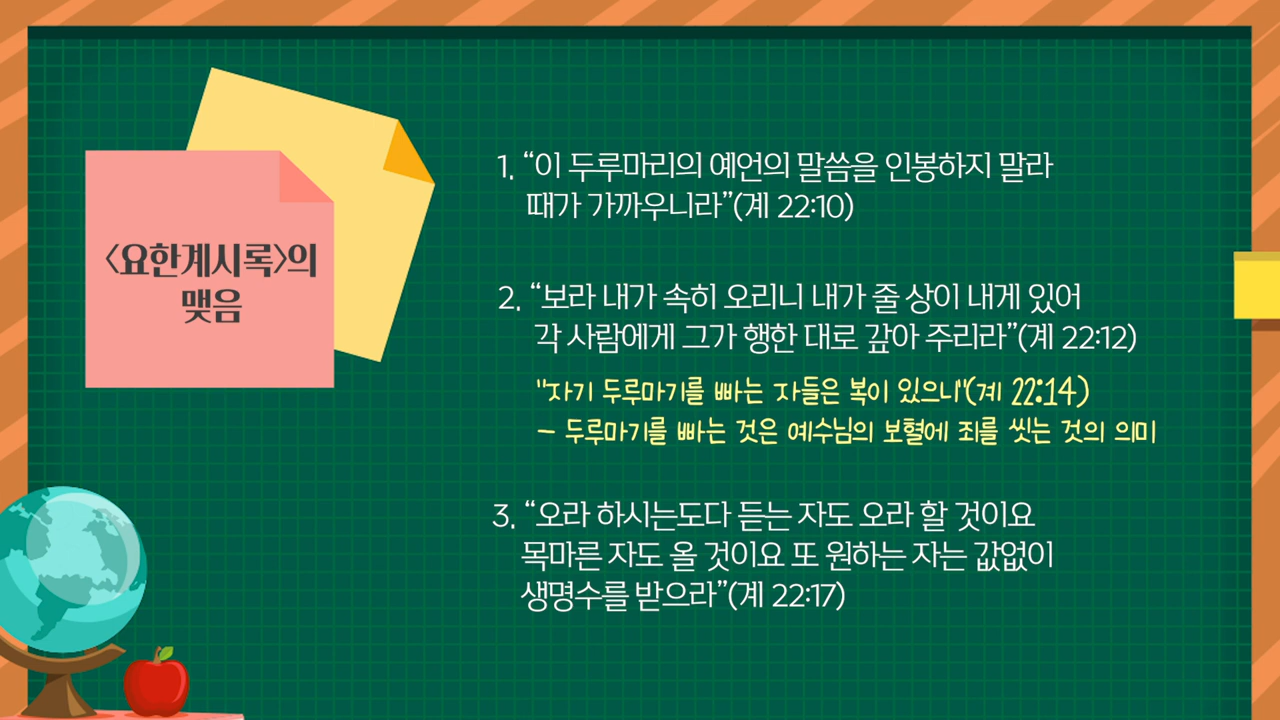 <요한계시록>의
맺음
1. “이 두루마리의 예언의 말씀을 인봉하지 말라
때가 가까우니라”(계 22:10)
2. “보라 내가 속히 오리니 내가 줄 상이 내게 있어
각 사람에게 그가 행한 대로 갚아 주리라”(계 22:12)
"자기 두루마기를 빠는 자들은 복이 있으니"(계 22:14)
- 두루마기를 빠는 것은 예수님의 보혈에 죄를 씻는 것의 의미
3. “오라 하시는도다 듣는 자도 오라 할 것이요
목마른 자도 올 것이요 또 원하는 자는 값없이
생명수를 받으라”(계 22:17)